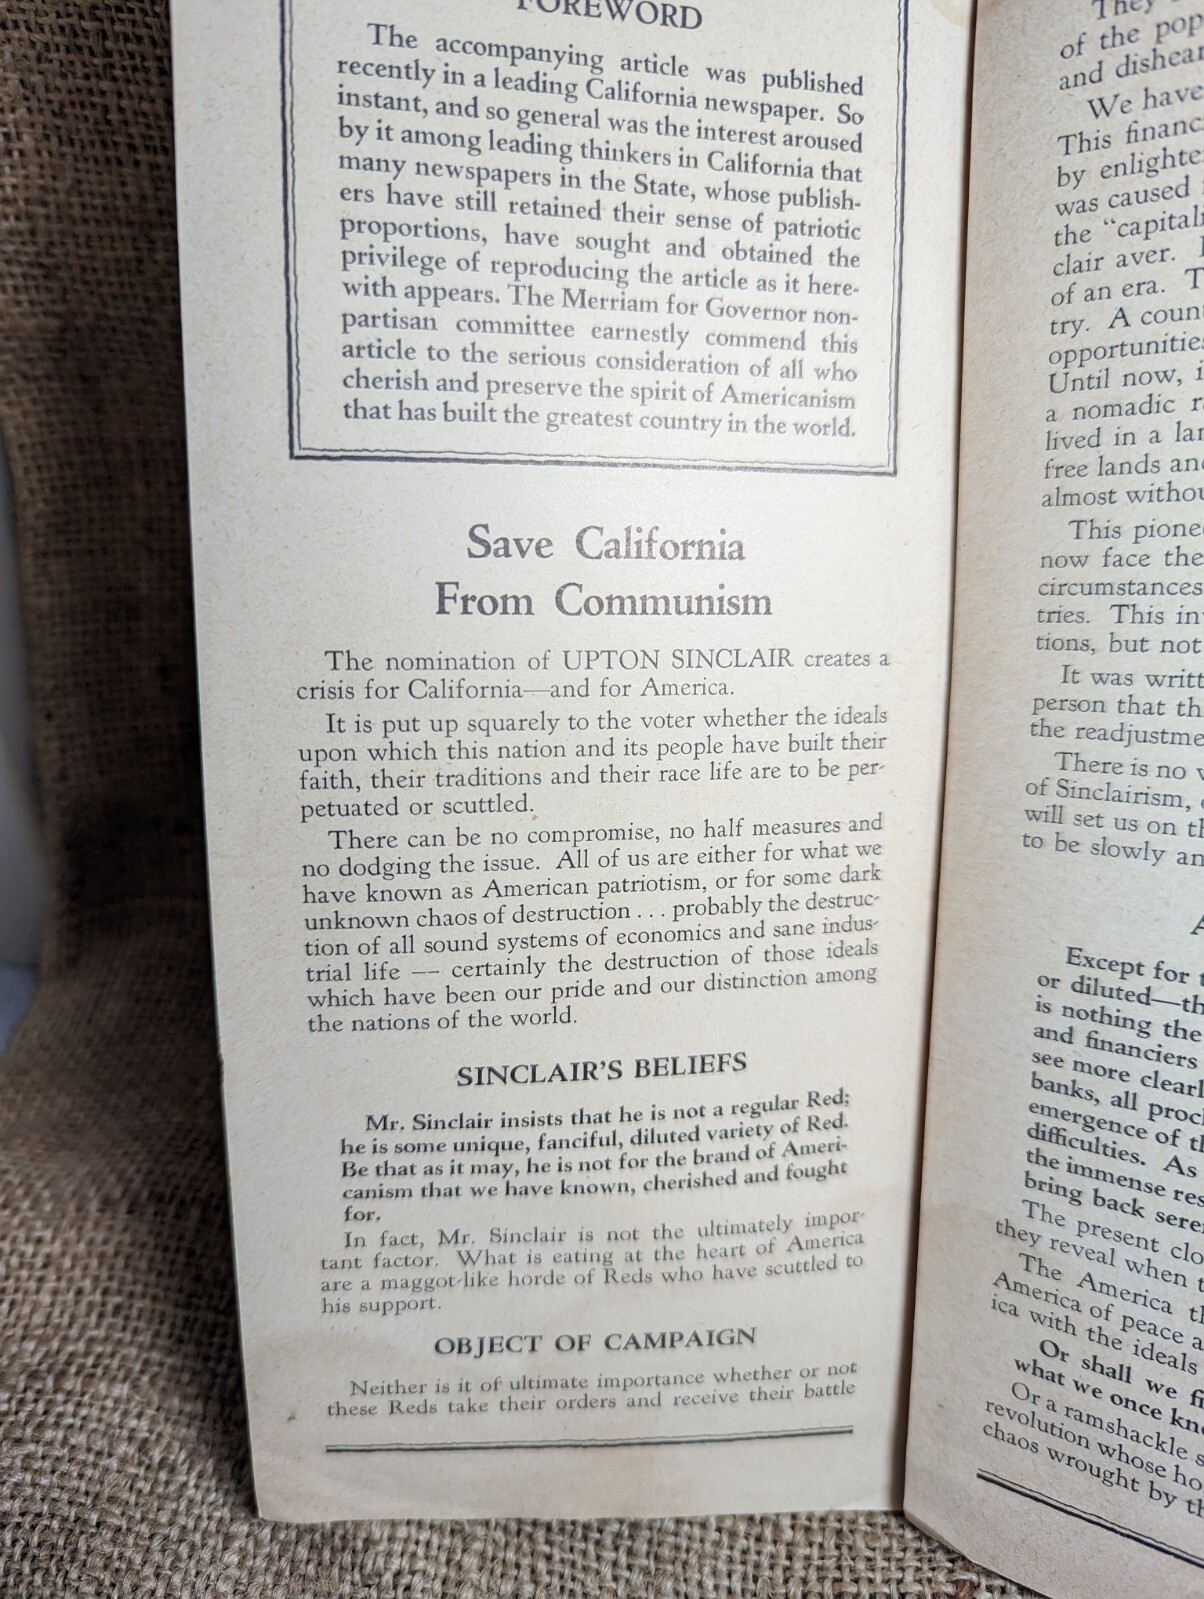 FOREWORD
The accompanying article was published
recently in a leading California newspaper. So
instant, and so general was the interest aroused
by it among leading thinkers in California that
many newspapers in the State, whose publish-
ers have still retained their sense of patriotic
proportions, have sought and obtained the
privilege of reproducing the article as it here-
with appears. The Merriam for Governor non-
partisan committee earnestly commend this
article to the serious consideration of all who
cherish and preserve the spirit of Americanism
that has built the greatest country in the world.
Save California
From Communism
The nomination of UPTON SINCLAIR creates a
crisis for California—and for America.
It is put up squarely to the voter whether the ideals
upon which this nation and its people have built their
faith, their traditions and their race life are to be per-
petuated or scuttled.
There can be no compromise, no half measures and
no dodging the issue. All of us are either for what we
have known as American patriotism, or for some dark
unknown chaos of destruction . . . probably the destruc-
tion of all sound systems of economics and sane indus-
trial life — certainly the destruction of those ideals
which have been our pride and our distinction among
the nations of the world.
SINCLAIR'S BELIEFS
Mr. Sinclair insists that he is not a regular Red;
he is some unique, fanciful, diluted variety of Red.
Be that as it may, he is not for the brand of Ameri-
canism that we have known, cherished and fought
for.
In fact, Mr. Sinclair is not the ultimately impor-
tant factor. What is eating at the heart of America
are a maggot-like horde of Reds who have scuttled to
his support.
OBJECT OF CAMPAIGN
Neither is it of ultimate importance whether or not
these Reds take their orders and receive their battle
They
of the pop
and dishear
We have
This financ
by enlighte
was caused
the "capitali
clair aver.
of an era. T
try. A coun
opportunities
Until now, i
a nomadic r
lived in a lan
free lands and
almost withou
This pione
now face the
circumstances
tries. This in
tions, but not
It was writt
person that th
the readjustme
There is no v
of Sinclairism,
will set us on th
to be slowly an
A
Except for t
or diluted—th
is nothing the
and financiers
see more clearl
banks, all proc
emergence of th
difficulties. As
the immense res
bring back seren
The present clo
they reveal when t
The America th
America of peace a
ica with the ideals
Or shall we fi
what we once kno
Or a ramshackle s
revolution whose ho
chaos wrought by th